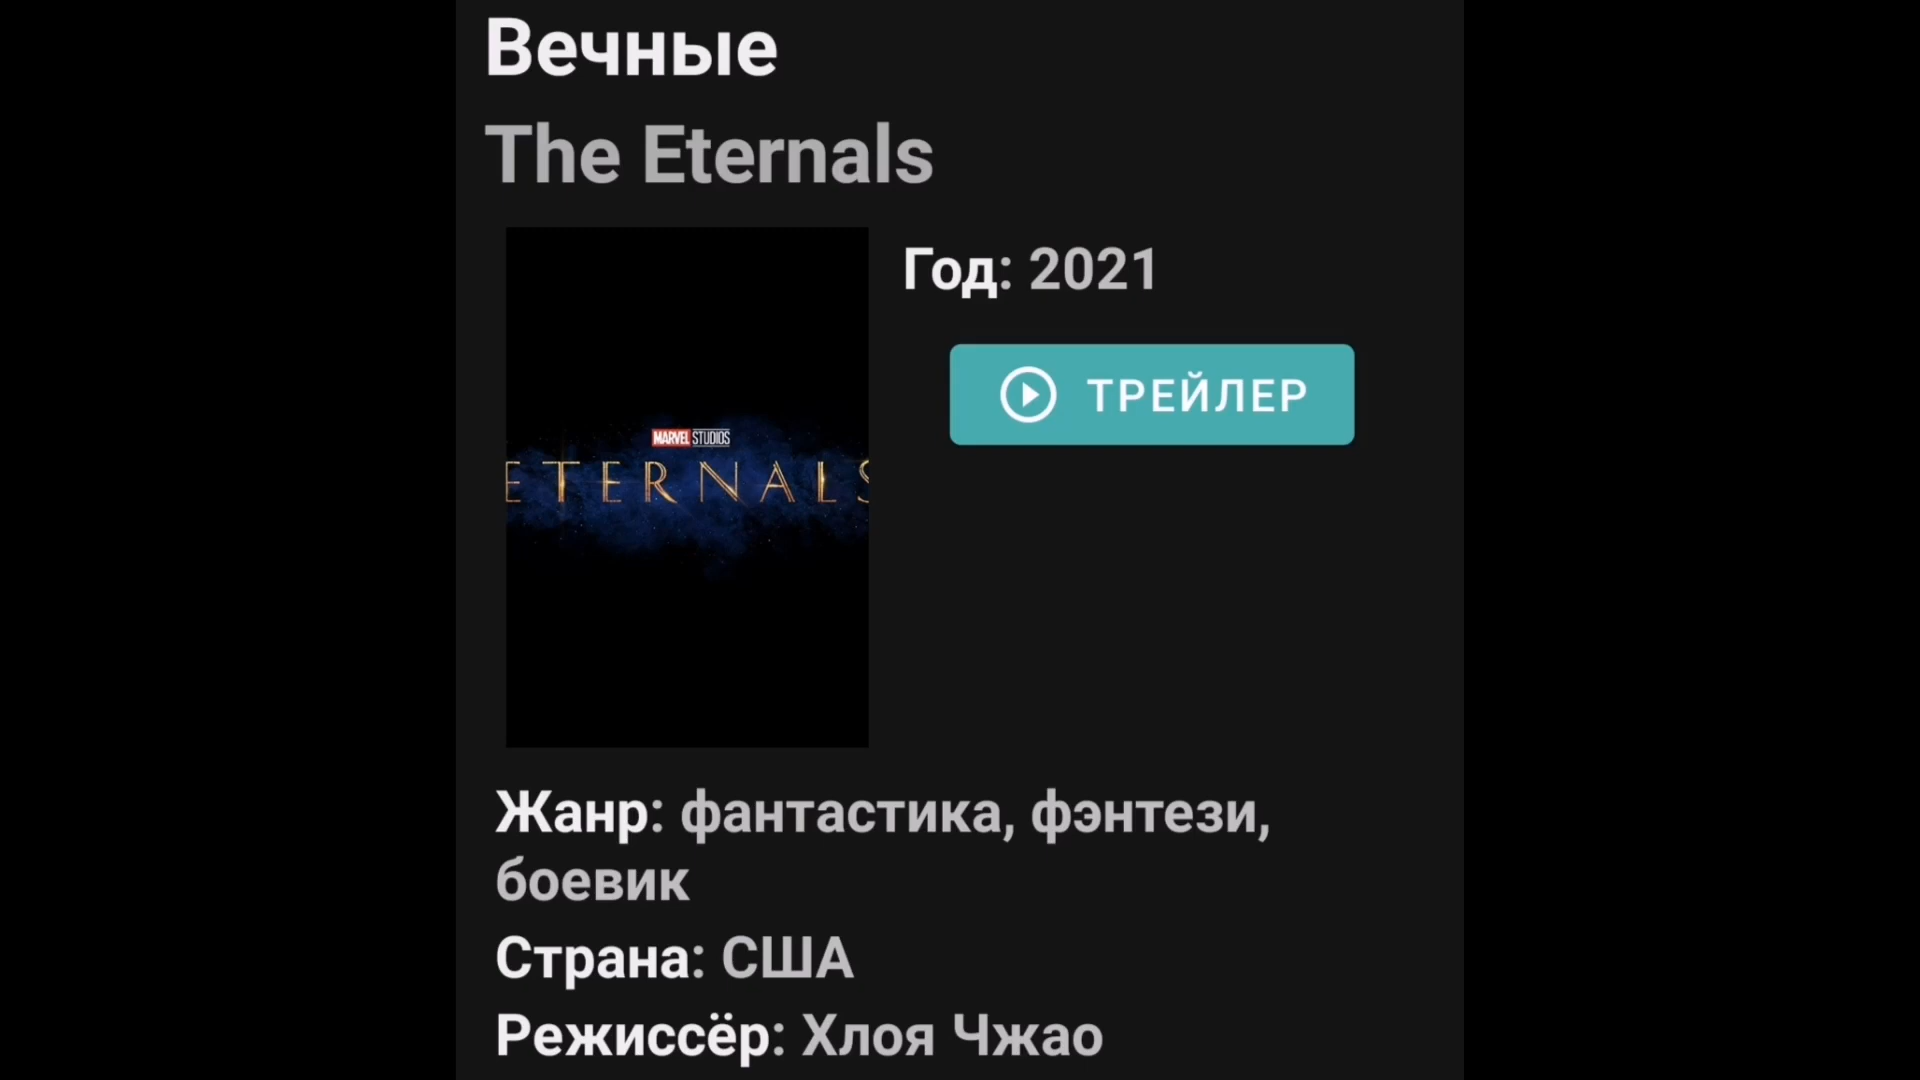 Вечные
The Eternals
MARVEL STUDIOS
ETERNALS
Год: 2021
ТРЕЙЛЕР
Жанр: фантастика, фэнтези,
боевик
Страна: США
Режиссёр: Хлоя Чжао